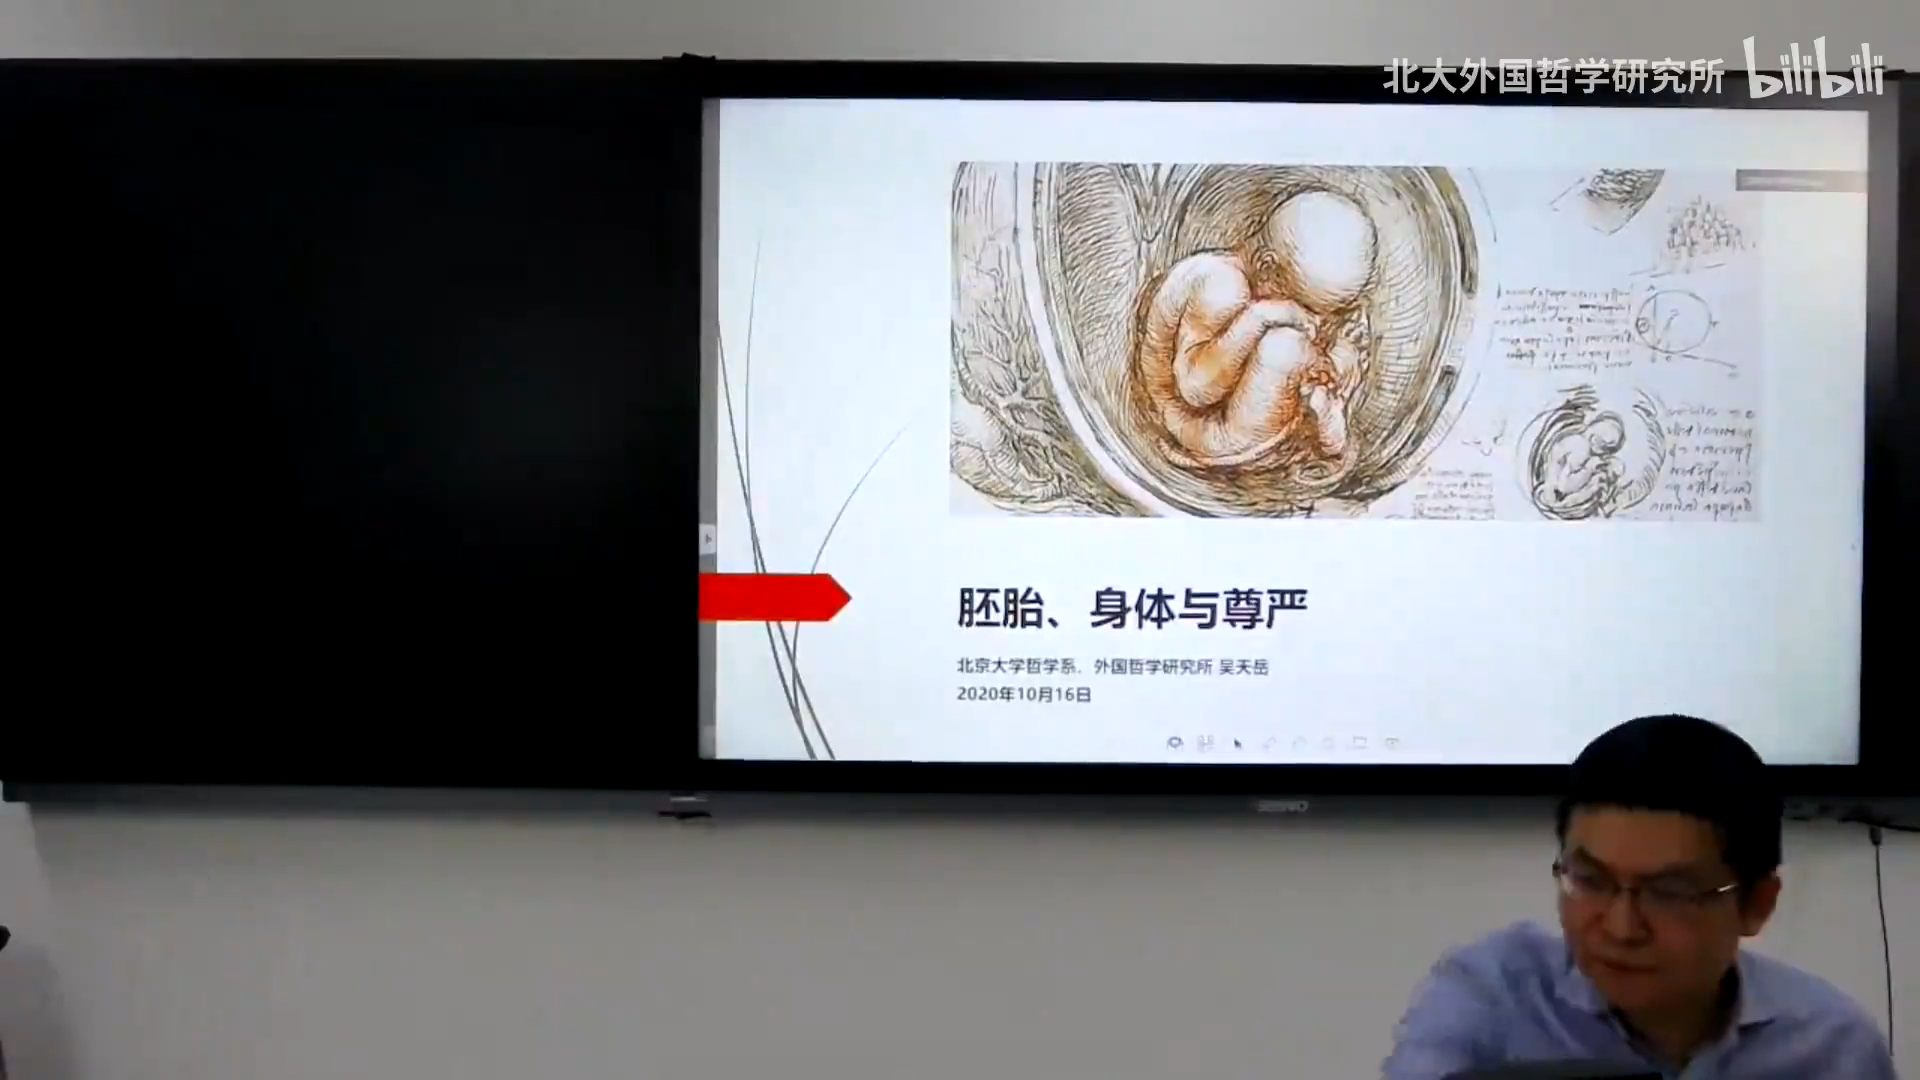 北大外国哲学研究所 bilibili
胚胎、身体与尊严
北京大学哲学系、外国哲学研究所 吴天岳
2020年10月16日